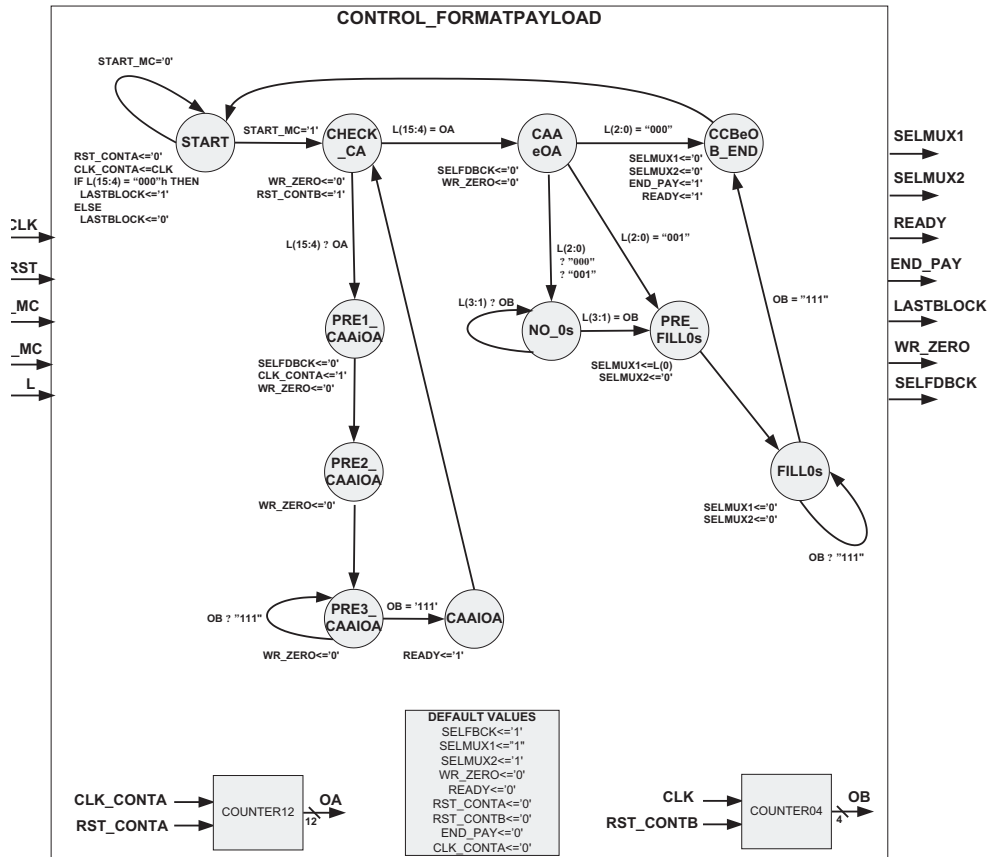 CONTROL_FORMATPAYLOAD
START_MC='0'
START
START_MC='1'
CHECK
_CA
L(15:4) = OA
CAA
eOA
L(2:0) = “000”
CCBeO
B_END
RST_CONTA<='0'
CLK_CONTA<=CLK
IF L(15:4) = “000”h THEN
LASTBLOCK<='1'
ELSE
LASTBLOCK<='0'
WR_ZERO<='0'
RST_CONTB<='1'
SELFDBCK<='0'
WR_ZERO<='0'
SELMUX1<='0'
SELMUX2<='0'
END_PAY<='1'
READY<='1'
CLK
RST
_MC
_MC
L
SELMUX1
SELMUX2
READY
END_PAY
LASTBLOCK
WR_ZERO
SELFDBCK
L(15:4) ? OA
L(2:0)
? "000"
? “001”
L(2:0) = “001”
OB = "111"
PRE1_
CAAiOA
L(3:1) ? OB
NO_0s
L(3:1) = OB
PRE_
FILL0s
SELFDBCK<='0'
CLK_CONTA<='1'
WR_ZERO<='0'
SELMUX1<=L(0)
SELMUX2<='0'
PRE2_
CAAIOA
WR_ZERO<='0'
FILL0s
SELMUX1<='0'
SELMUX2<='0'
OB ? "111"
OB ? "111"
PRE3_
CAAIOA
OB = '111'
CAAIOA
WR_ZERO<='0'
READY<='1'
DEFAULT VALUES
SELFBCK<='1'
SELMUX1<="1"
SELMUX2<='1'
WR_ZERO<='0'
READY<='0'
RST_CONTA<='0'
RST_CONTB<='0'
END_PAY<='0'
CLK_CONTA<='0'
CLK_CONTA
RST_CONTA
COUNTER12
OA
12
CLK
RST_CONTB
COUNTER04
OB
4